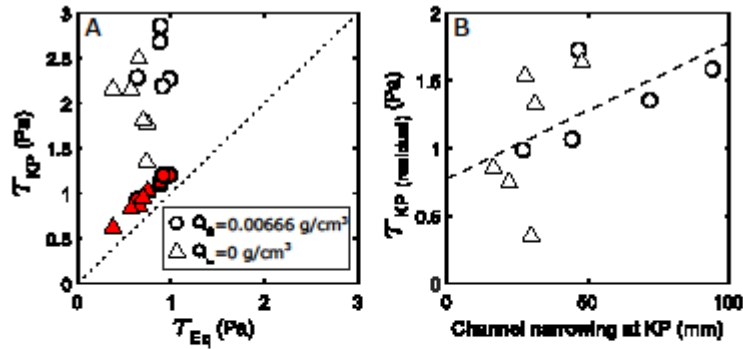 A
3
2.5
2
1.5
1
0.5
0
0 1 2 3
τKP (Pa)
τEq (Pa)
Qs=0.00666 g/cm³
=0 g/cm³
B
2
1.5
1
0.5
0
0 50 100
τKP (residual) (Pa)
Channel narrowing at KP (mm)